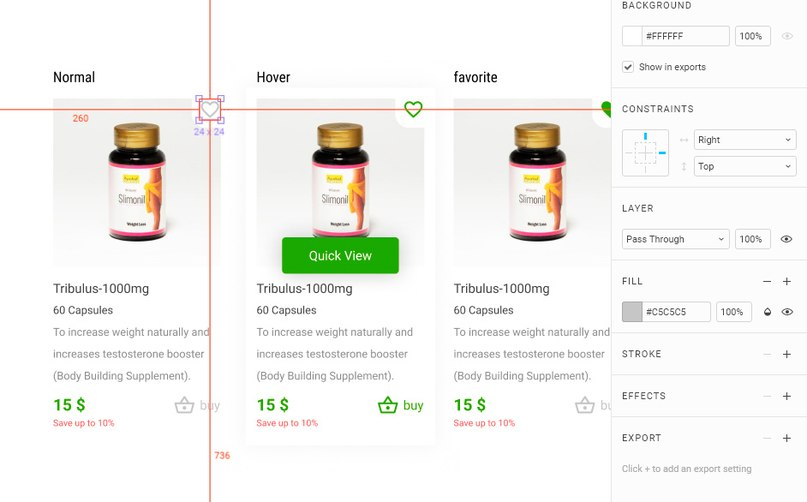 Normal
Hover
favorite
260
24 x 24
Slimonil
Weight Loss
Slimonil
Weight Loss
Slimonil
Weight Loss
Quick View
Tribulus-1000mg
60 Capsules
To increase weight naturally and
increases testosterone booster
(Body Building Supplement).
15 $
buy
Save up to 10%
Tribulus-1000mg
60 Capsules
To increase weight naturally and
increases testosterone booster
(Body Building Supplement).
15 $
buy
Save up to 10%
Tribulus-1000mg
60 Capsules
To increase weight naturally and
increases testosterone booster
(Body Building Supplement).
15 $
bu
Save up to 10%
736
BACKGROUND
#FFFFFF
100%
Show in exports
CONSTRAINTS
Right
Top
LAYER
Pass Through
100%
FILL
#C5C5C5
100%
STROKE
EFFECTS
EXPORT
Click + to add an export setting